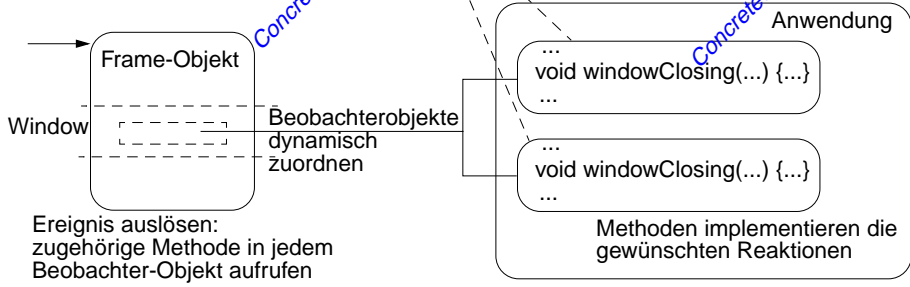 Concrete
Concrete
Anwendung
Frame-Objekt
...
void windowClosing(...) {...}
...
Window
Beobachterobjekte
dynamisch
zuordnen
...
void windowClosing(...) {...}
...
Ereignis auslösen:
zugehörige Methode in jedem
Beobachter-Objekt aufrufen
Methoden implementieren die
gewünschten Reaktionen